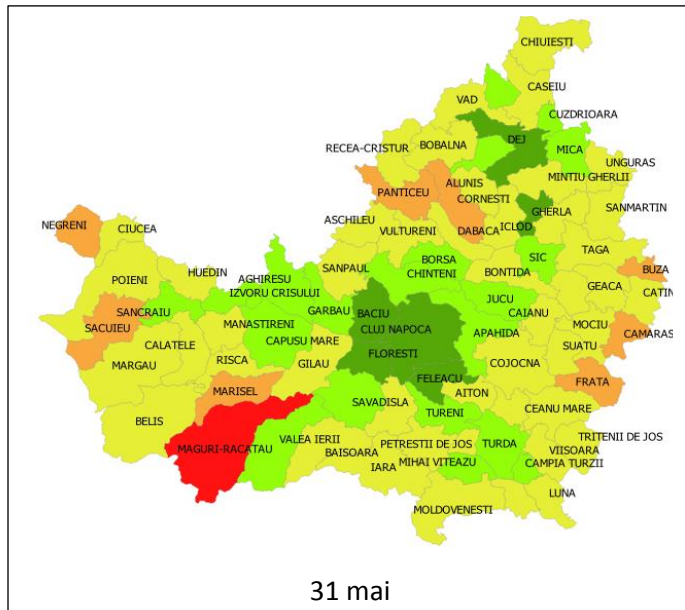 CHIUIESTI
CASEIU
VAD
CUZDRIOARA
DEJ
RECEA-CRISTUR
BOBALNA
MICA
UNGURAS
MINTIU GHERLII
PANTICEU
ALUNIS
CORNESTI
SANMARTIN
GHERLA
NEGRENI
CIUCEA
ASCHILEU
VULTURENI
DABACA
ICLOD
TAGA
POIENI
HUEDIN
AGHIRESU
SANPAUL
BORSA
CHINTENI
BONTIDA
SIC
BUZA
GEACA
CATIN
IZVORU CRISULUI
SANCRAIU
GARBAU
BACIU
JUCU
CAIANU
SACUIEU
MANASTIRENI
CLUJ NAPOCA
APAHIDA
MOCIU
CAMARAS
CALATELE
CAPUSU MARE
SUATU
MARGAU
RISCA
GILAU
FLORESTI
COJOCNA
FELEACU
FRATA
MARISEL
AITON
BELIS
SAVADISLA
TURENI
CEANU MARE
MAGURI-RACATAU
VALEA IERII
PETRESTII DE JOS
TURDA
TRITENII DE JOS
BAISOARA
VIISOARA
IARA
MIHAI VITEAZU
CAMPIA TURZII
LUNA
MOLDOVENESTI
31 mai